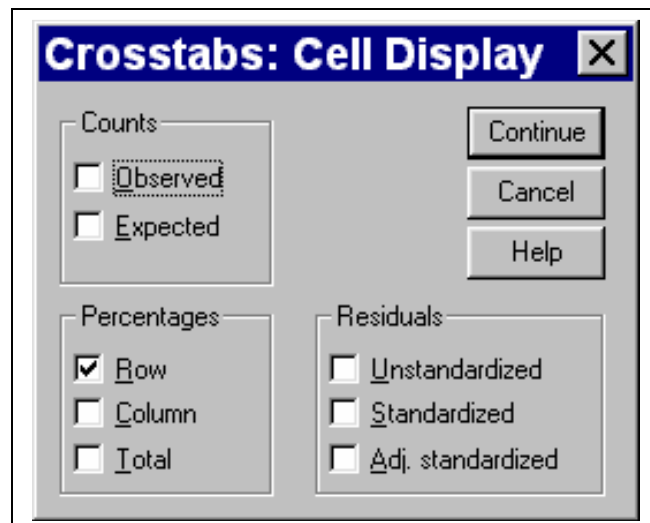 Crosstabs: Cell Display
Counts
Observed
Expected
Continue
Cancel
Help
Percentages
Row
Column
Total
Residuals
Unstandardized
Standardized
Adj. standardized